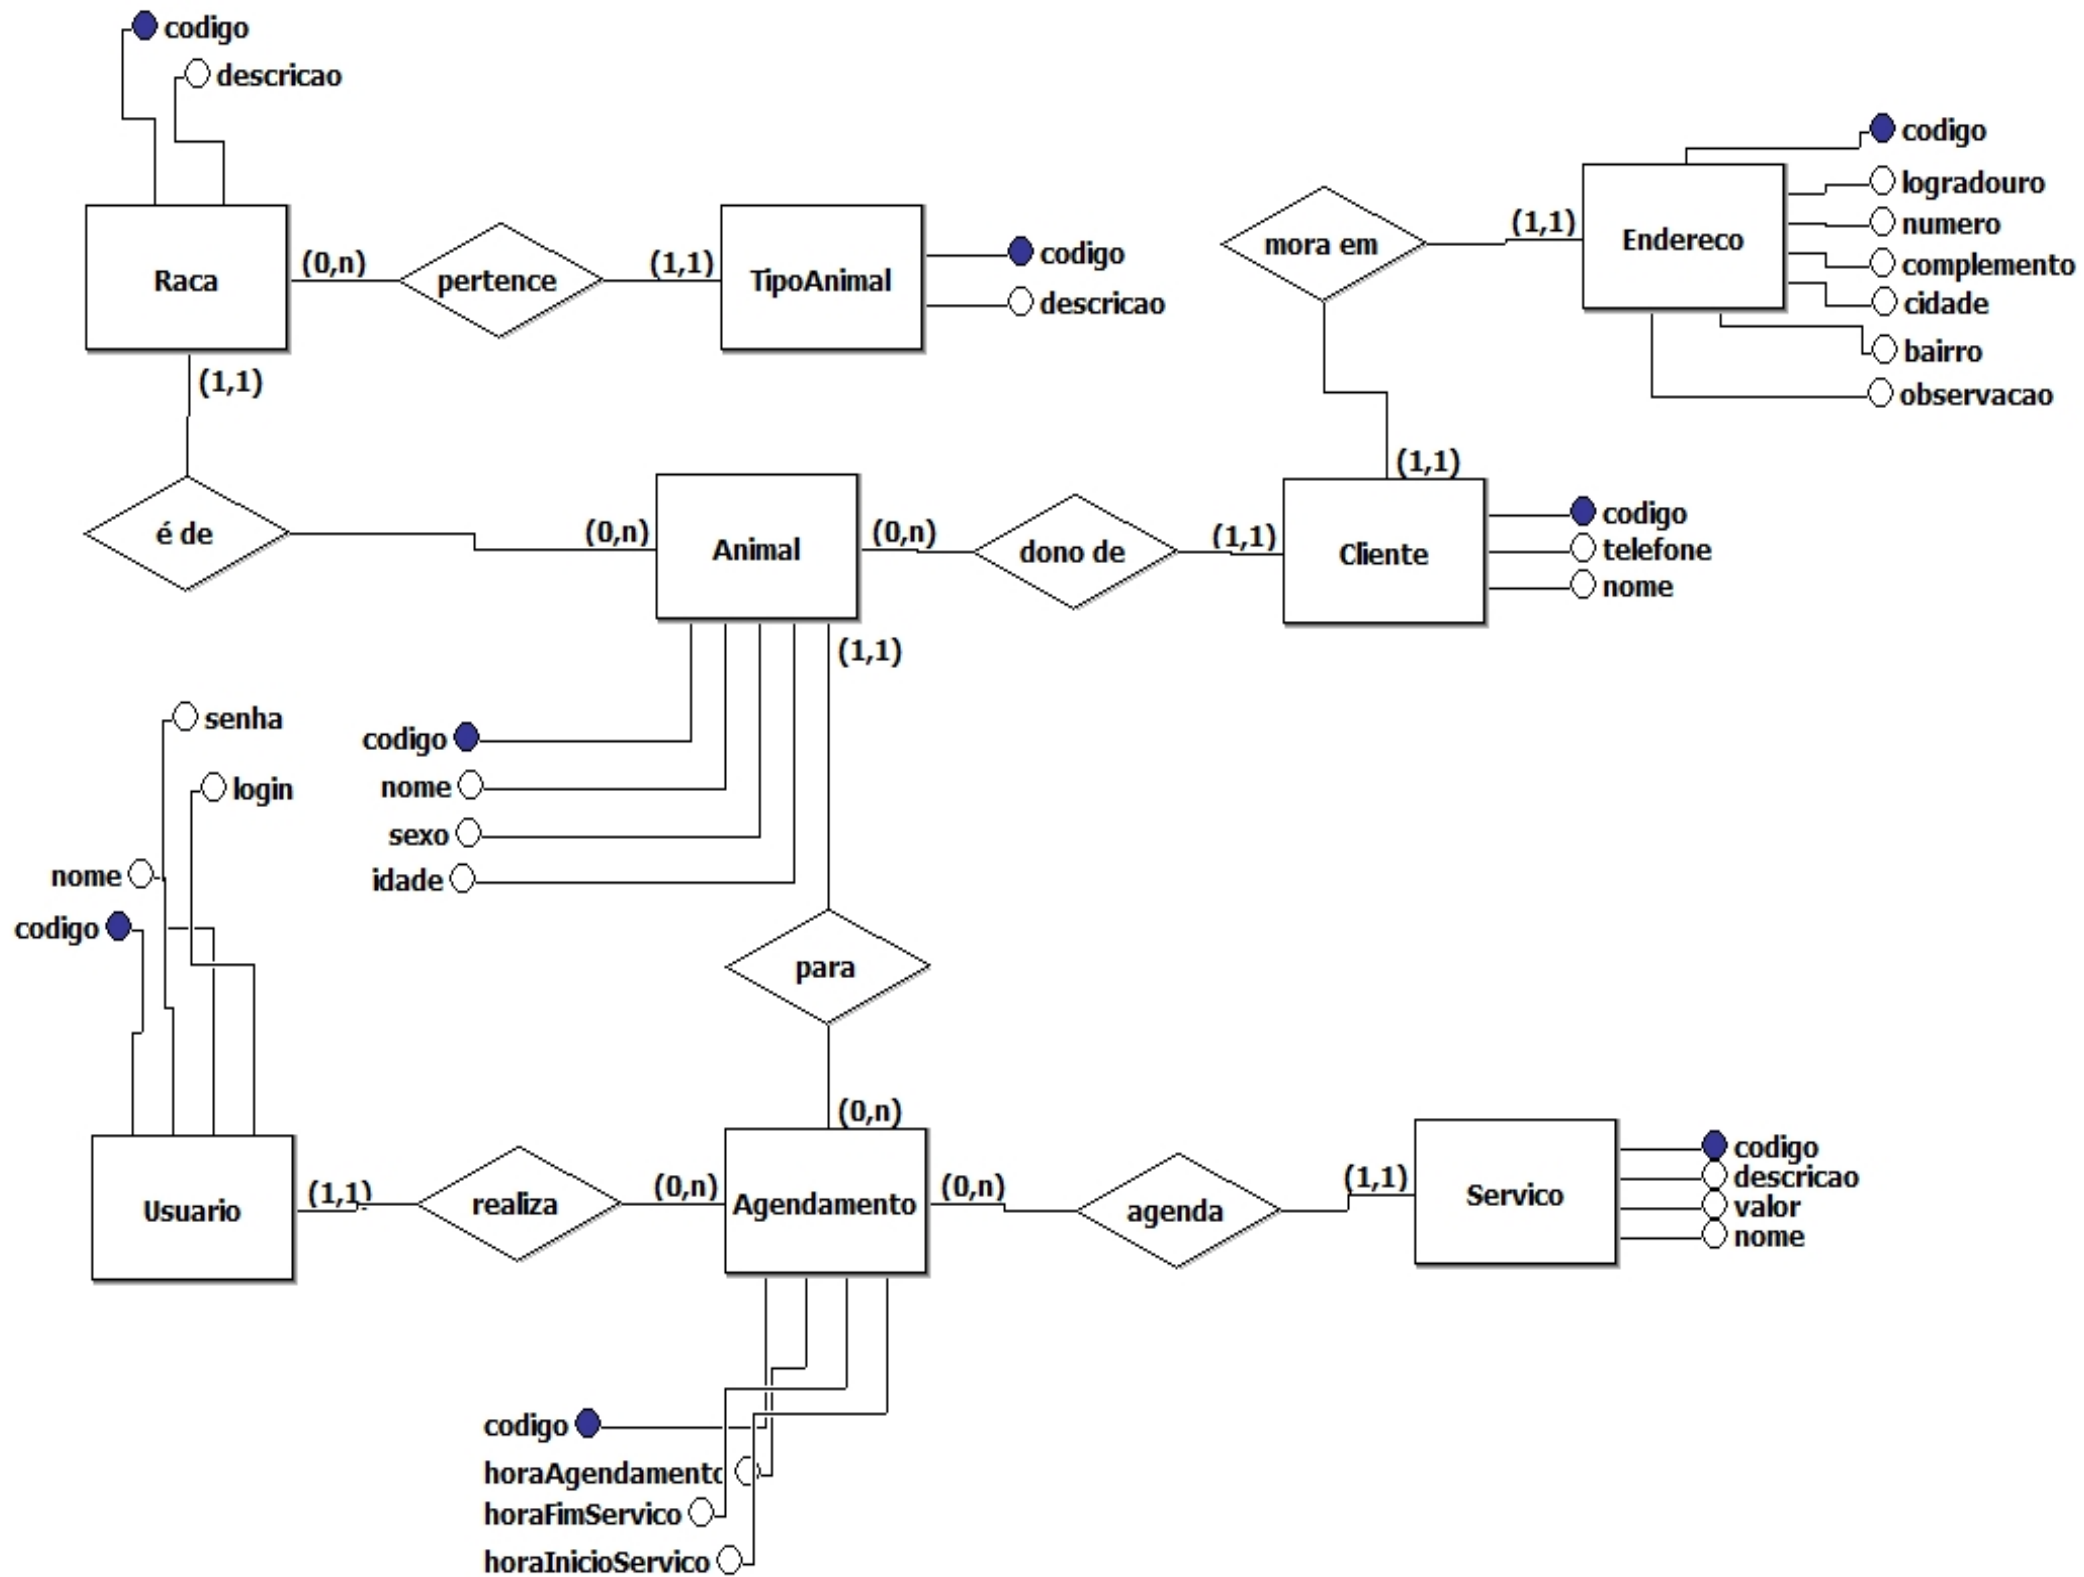 codigo
descricao
codigo
logradouro
numero
complemento
cidade
bairro
observacao
Raca
(0,n)
pertence
(1,1)
TipoAnimal
codigo
descricao
mora em
(1,1)
Endereco
(1,1)
(1,1)
é de
(0,n)
Animal
(0,n)
dono de
(1,1)
Cliente
codigo
telefone
nome
(1,1)
senha
login
nome
codigo
codigo
nome
sexo
idade
para
(0,n)
Usuario
(1,1)
realiza
(0,n)
Agendamento
(0,n)
agenda
(1,1)
Servico
codigo
descricao
valor
nome
codigo
horaAgendamento
horaFimServico
horaInicioServico